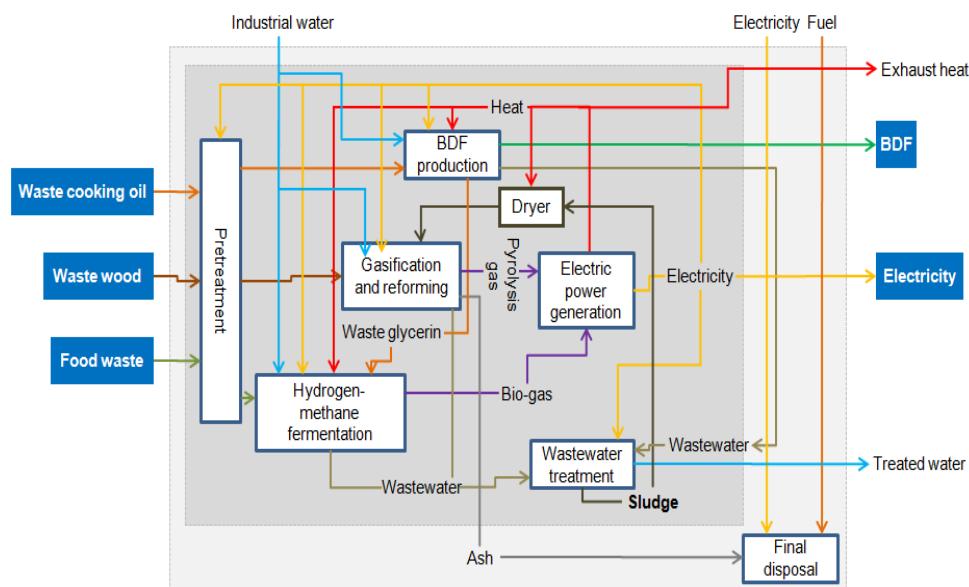 Industrial water
Electricity
Fuel
Exhaust heat
Heat
BDF
production
BDF
Waste cooking oil
Dryer
Pretreatment
Pyrolysis
gas
Waste wood
Gasification
and reforming
Electric
power
generation
Electricity
Electricity
Waste glycerin
Food waste
Hydrogen-
methane
fermentation
Bio-gas
Wastewater
Wastewater
treatment
Treated water
Wastewater
Sludge
Ash
Final
disposal